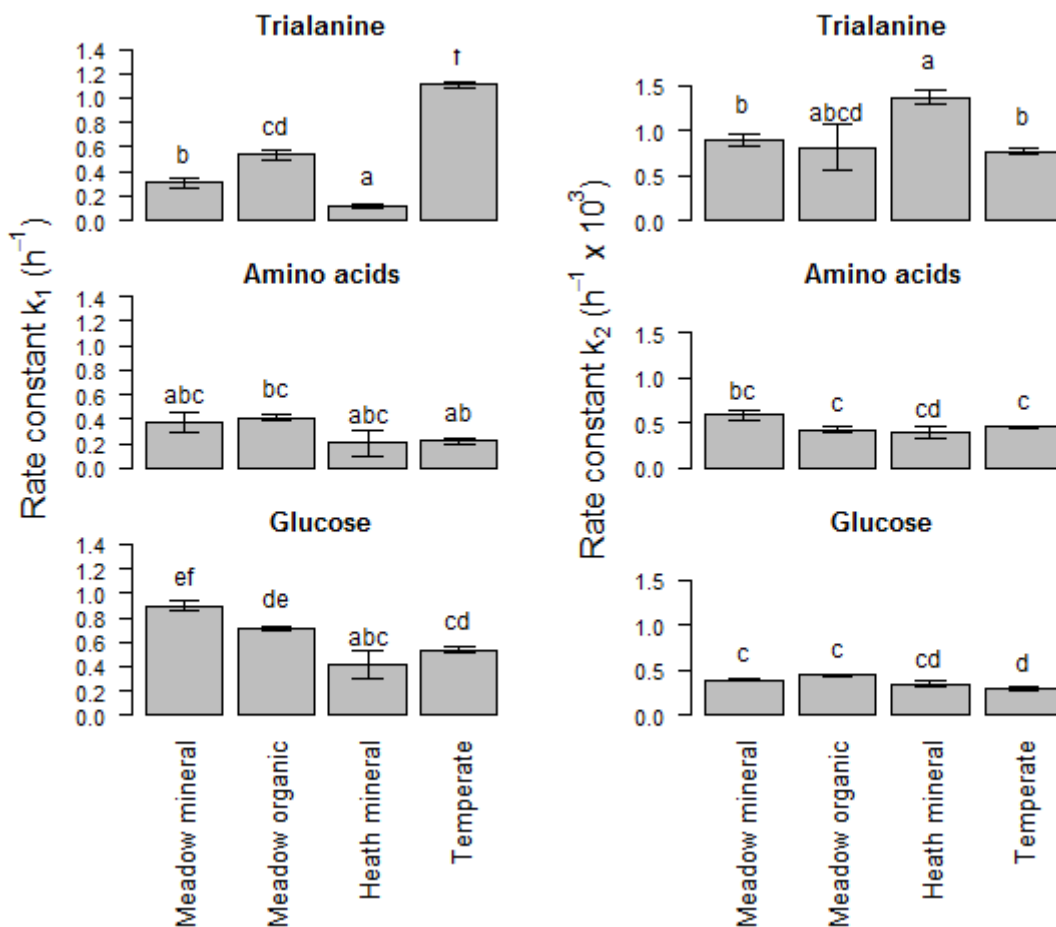 Trialanine
1.4
1.2
1.0
0.8
0.6
0.4
0.2
0.0
b
cd
a
f
Amino acids
1.4
1.2
1.0
0.8
0.6
0.4
0.2
0.0
abc
bc
abc
ab
Glucose
1.4
1.2
1.0
0.8
0.6
0.4
0.2
0.0
ef
de
abc
cd
Rate constant k₁ (h⁻¹)
Meadow mineral
Meadow organic
Heath mineral
Temperate
Trialanine
1.5
1.0
0.5
0.0
b
abcd
a
b
Amino acids
1.5
1.0
0.5
0.0
bc
c
cd
c
Glucose
1.5
1.0
0.5
0.0
c
c
cd
d
Rate constant k₂ (h⁻¹ x 10³)
Meadow mineral
Meadow organic
Heath mineral
Temperate